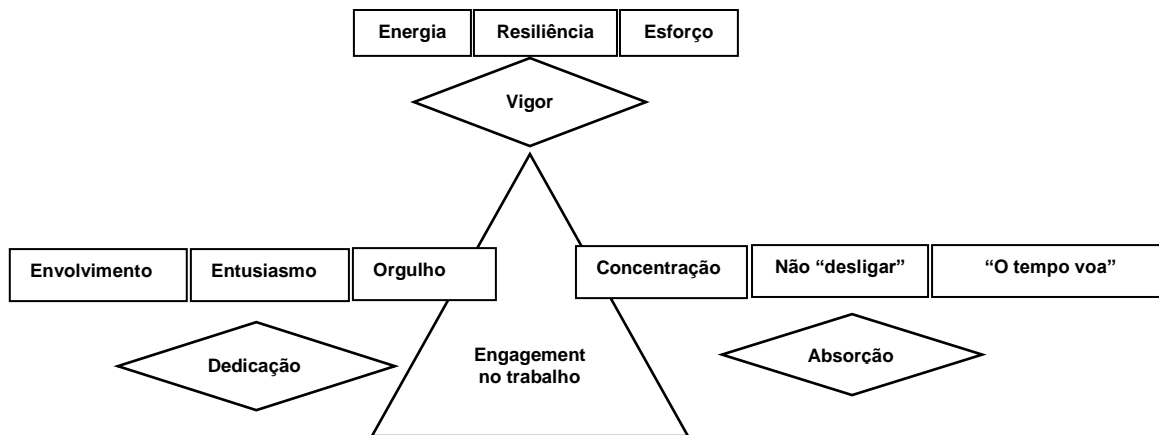 Energia
Resiliência
Esforço
Vigor
Envolvimento
Entusiasmo
Orgulho
Concentração
Não “desligar”
“O tempo voa”
Dedicação
Engagement
no trabalho
Absorção